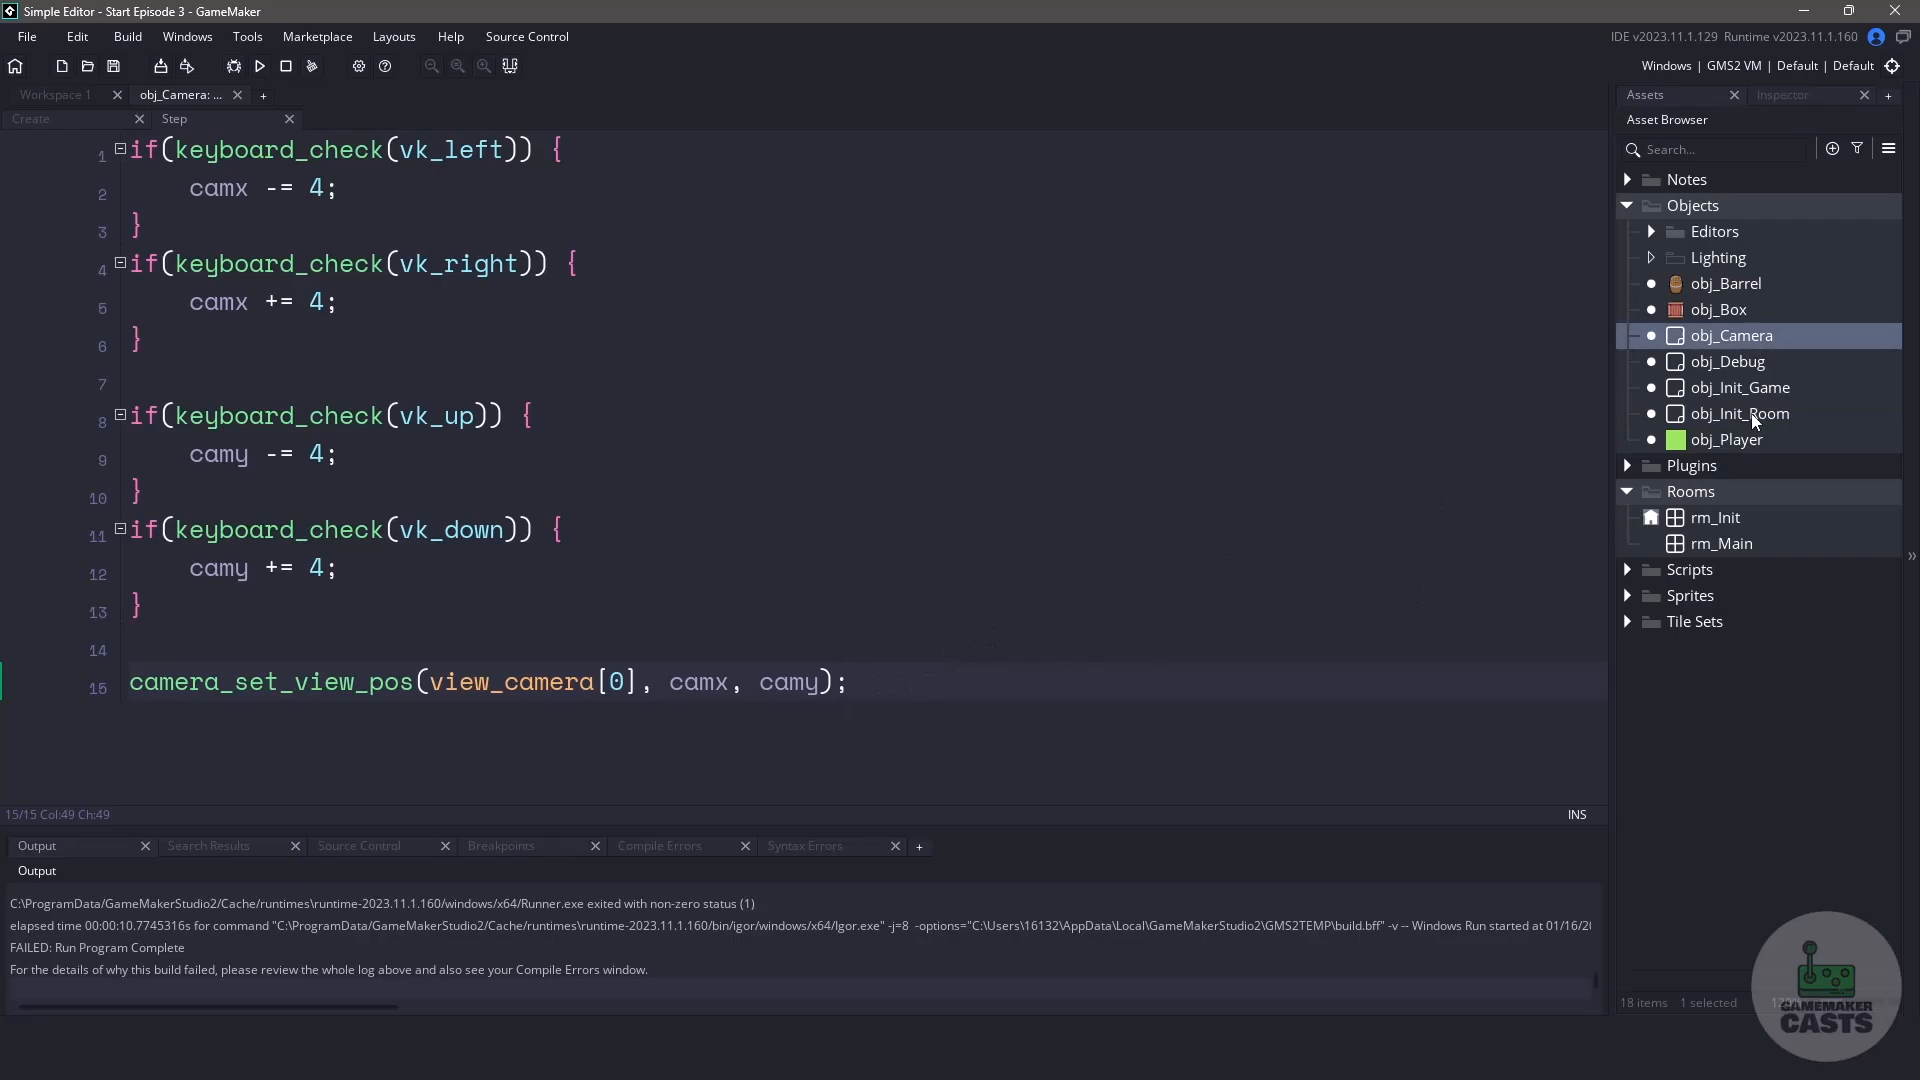 Simple Editor - Start Episode 3 - GameMaker
File Edit Build Windows Tools Marketplace Layouts Help Source Control
IDE v2023.11.1.129 Runtime v2023.11.1.160
Windows | GMS2 VM | Default | Default
Workspace 1 obj_Camera: ... +
Create Step
1 if(keyboard_check(vk_left)) {
2 camx -= 4;
3 }
4 if(keyboard_check(vk_right)) {
5 camx += 4;
6 }
7
8 if(keyboard_check(vk_up)) {
9 camy -= 4;
10 }
11 if(keyboard_check(vk_down)) {
12 camy += 4;
13 }
14
15 camera_set_view_pos(view_camera[0], camx, camy);
15/15 Col:49 Ch:49
INS
Output Search Results Source Control Breakpoints Compile Errors Syntax Errors +
Output
C:\ProgramData/GameMakerStudio2/Cache/runtimes\runtime-2023.11.1.160/windows/x64/Runner.exe exited with non-zero status (1)
elapsed time 00:00:10.7745316s for command "C:\ProgramData/GameMakerStudio2/Cache/runtimes\runtime-2023.11.1.160/bin/igor/windows/x64/Igor.exe" -j=8 -options="C:\Users\16132\AppData\Local\GameMakerStudio2\GMS2TEMP\build.bff" -v -- Windows Run started at 01/16/20
FAILED: Run Program Complete
For the details of why this build failed, please review the whole log above and also see your Compile Errors window.
Assets Inspector +
Asset Browser
Search...
Notes
Objects
Editors
Lighting
obj_Barrel
obj_Box
obj_Camera
obj_Debug
obj_Init_Game
obj_Init_Room
obj_Player
Plugins
Rooms
rm_Init
rm_Main
Scripts
Sprites
Tile Sets
18 items 1 selected
GAMEMAKER
CASTS